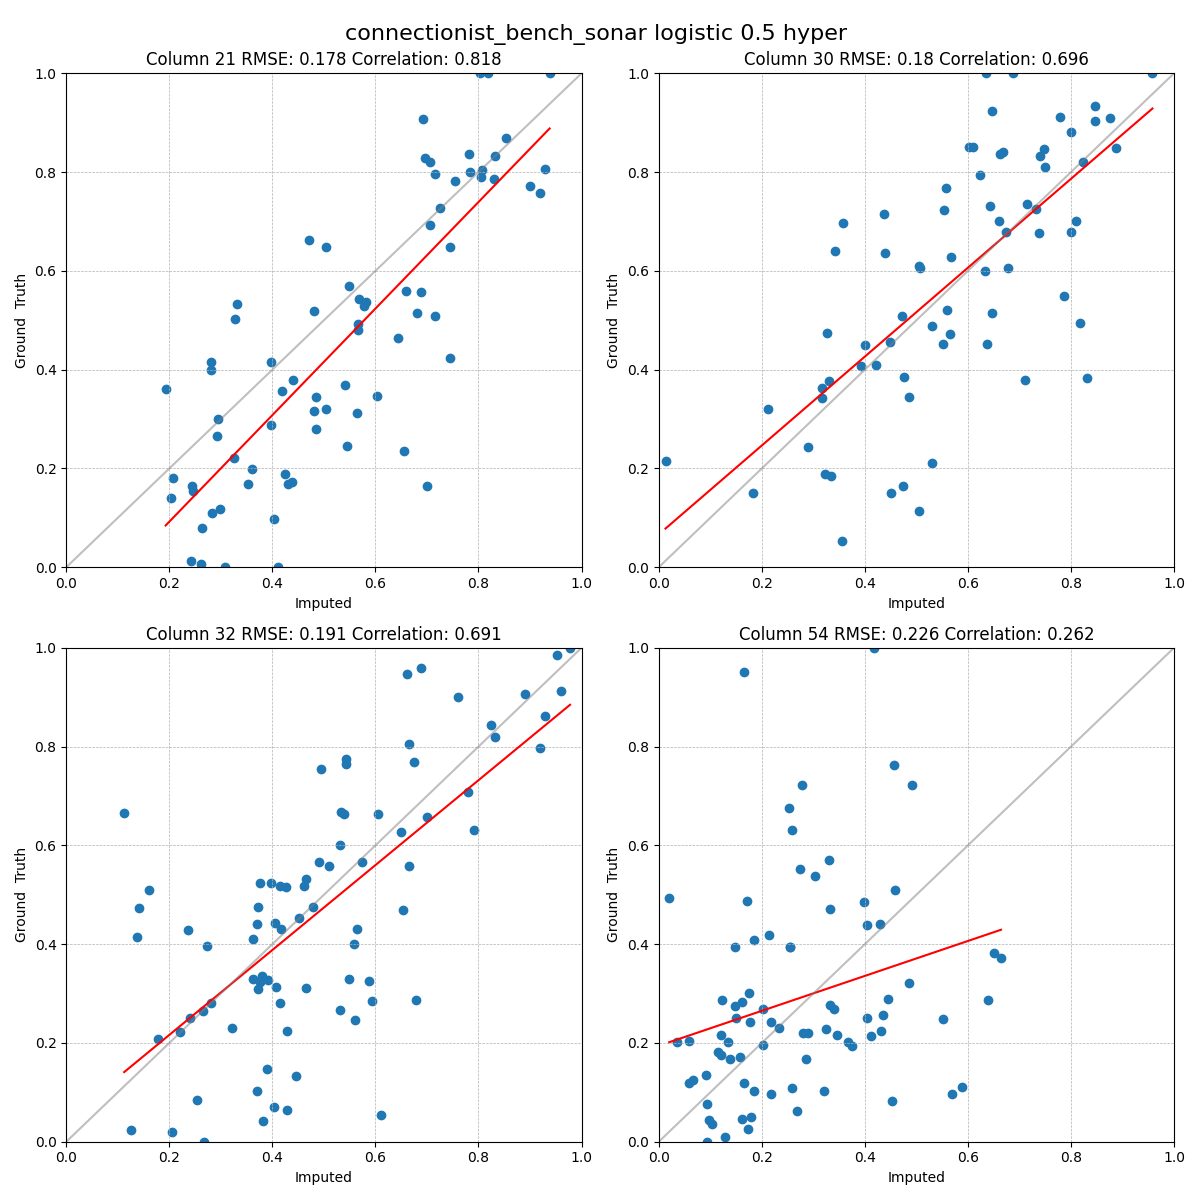 connectionist_bench_sonar logistic 0.5 hyper
Column 21 RMSE: 0.178 Correlation: 0.818
Column 30 RMSE: 0.18 Correlation: 0.696
1.0
0.8
0.6
0.4
0.2
0.0
Ground Truth
0.0 0.2 0.4 0.6 0.8 1.0
Imputed
1.0
0.8
0.6
0.4
0.2
0.0
Ground Truth
0.0 0.2 0.4 0.6 0.8 1.0
Imputed
Column 32 RMSE: 0.191 Correlation: 0.691
Column 54 RMSE: 0.226 Correlation: 0.262
1.0
0.8
0.6
0.4
0.2
0.0
Ground Truth
0.0 0.2 0.4 0.6 0.8 1.0
Imputed
1.0
0.8
0.6
0.4
0.2
0.0
Ground Truth
0.0 0.2 0.4 0.6 0.8 1.0
Imputed